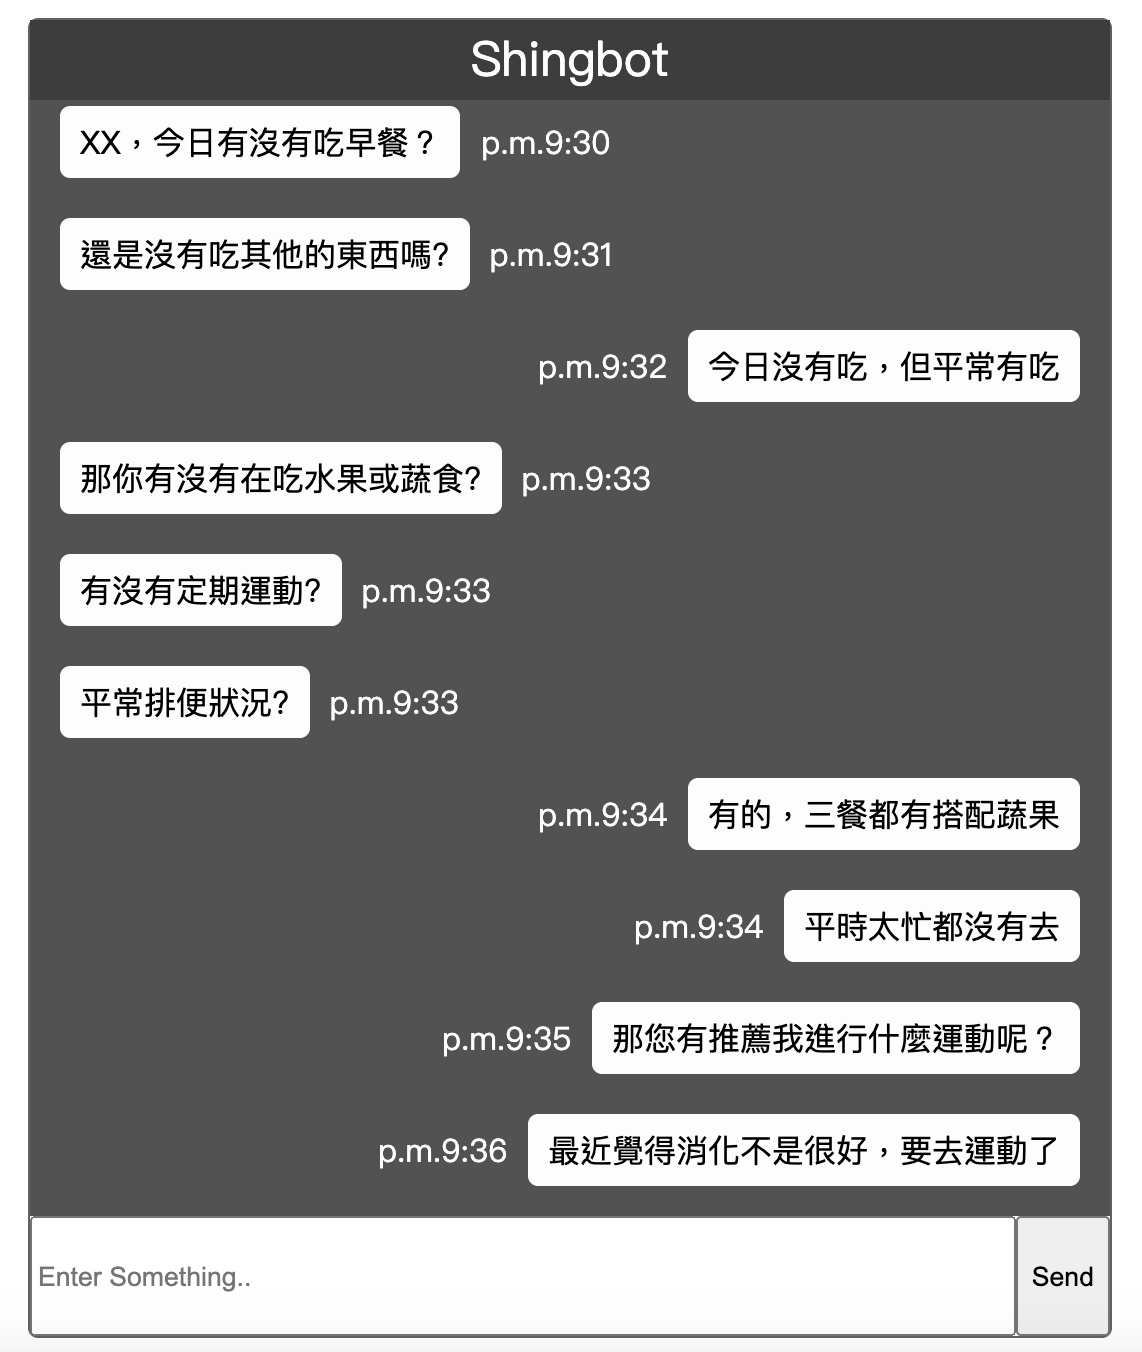 Shingbot
XX，今日有沒有吃早餐？ p.m.9:30
還是沒有吃其他的東西嗎? p.m.9:31
p.m.9:32 今日沒有吃，但平常有吃
那你有沒有在吃水果或蔬食? p.m.9:33
有沒有定期運動? p.m.9:33
平常排便狀況? p.m.9:33
p.m.9:34 有的，三餐都有搭配蔬果
p.m.9:34 平時太忙都沒有去
p.m.9:35 那您有推薦我進行什麼運動呢？
p.m.9:36 最近覺得消化不是很好，要去運動了
Enter Something.. Send